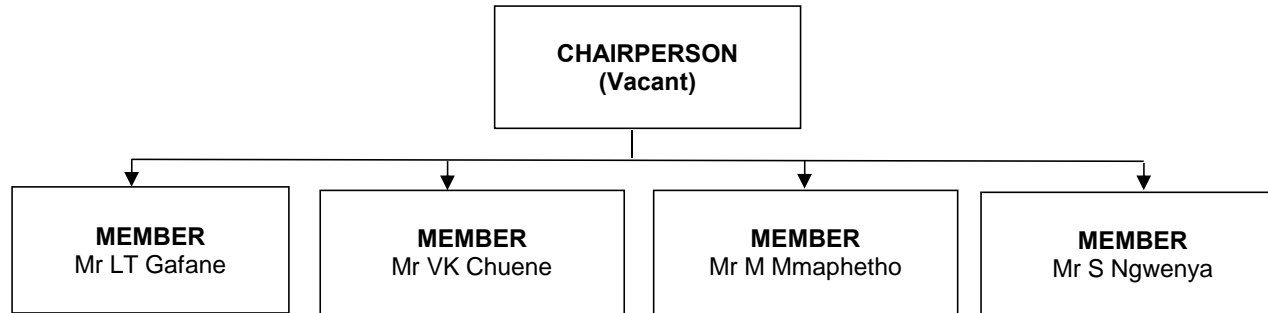 CHAIRPERSON
(Vacant)
MEMBER
Mr LT Gafane
MEMBER
Mr VK Chuene
MEMBER
Mr M Mmaphetho
MEMBER
Mr S Ngwenya